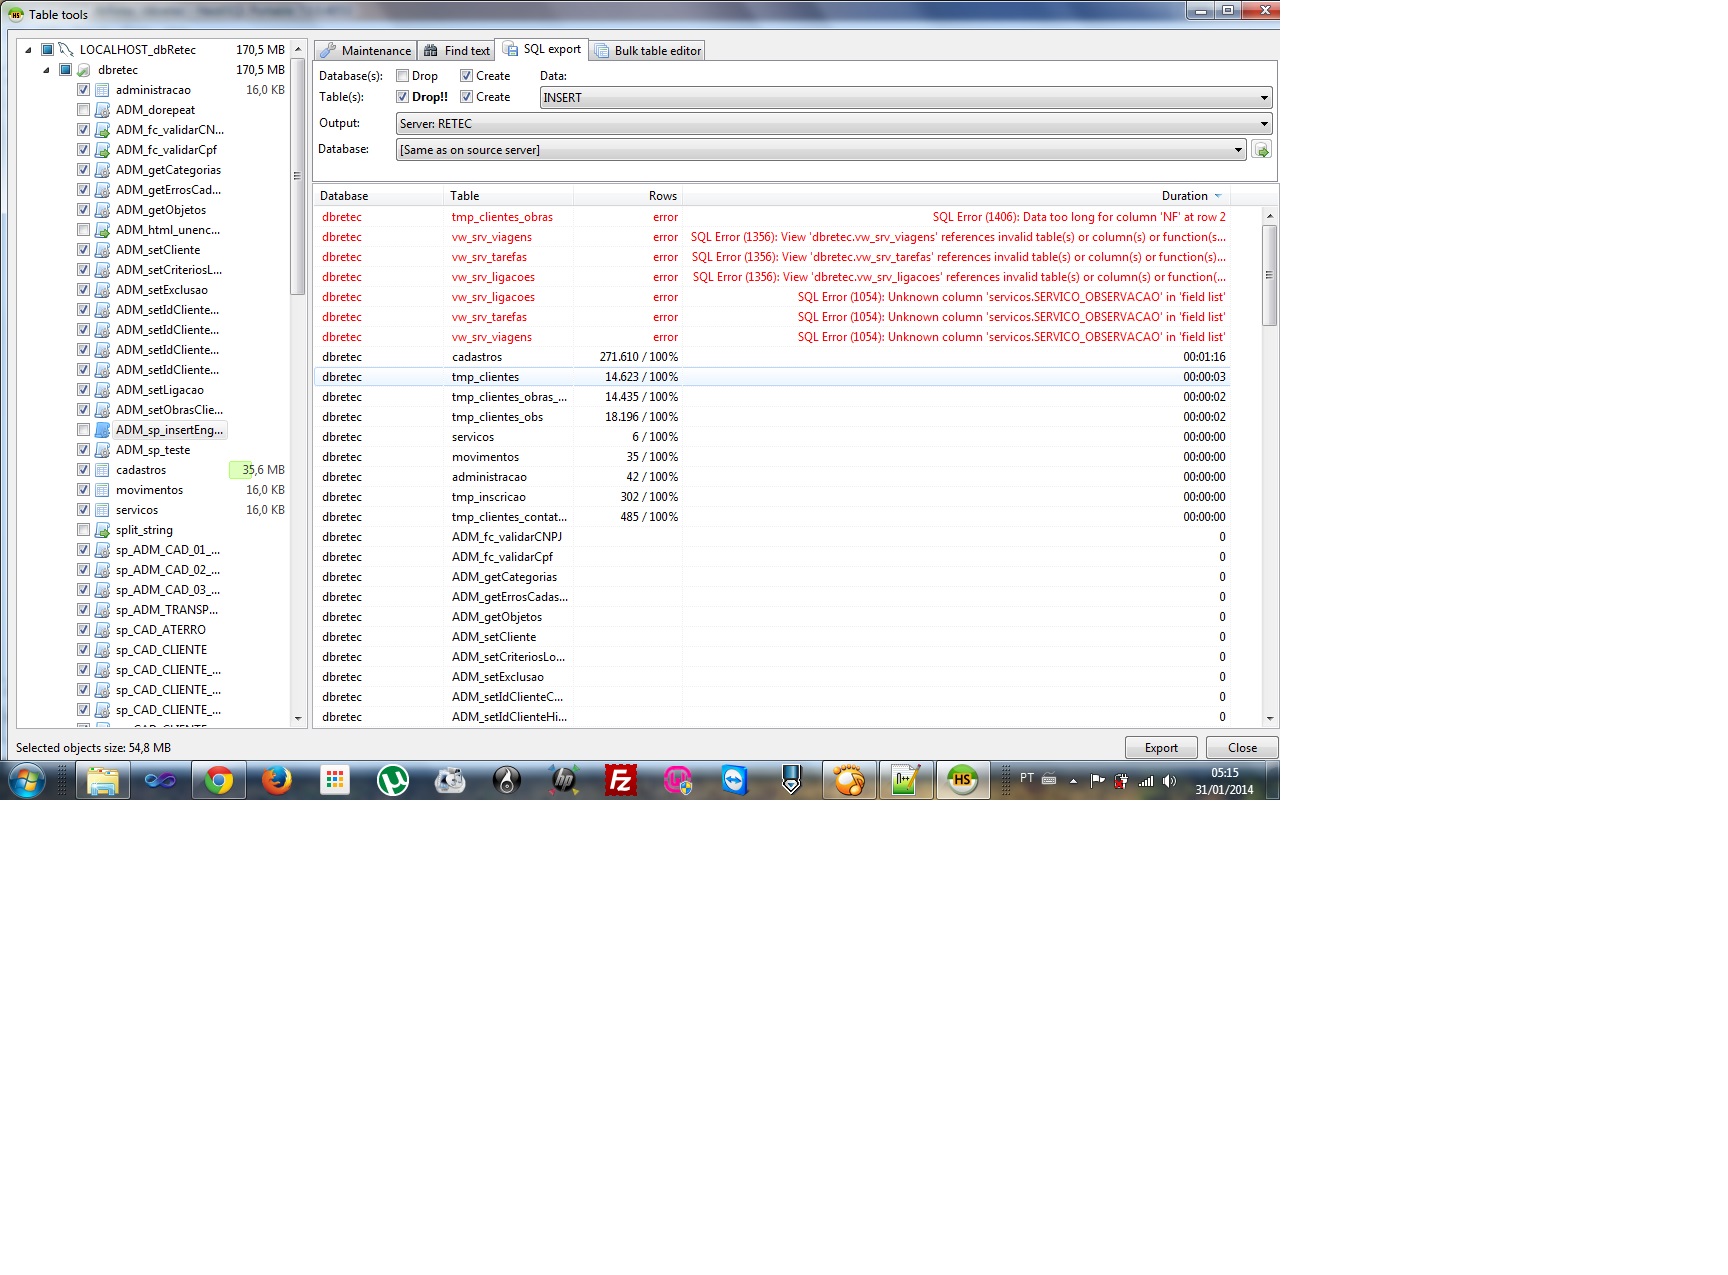 Table tools
LOCALHOST_dbRetec 170,5 MB
dbretec 170,5 MB
administracao 16,0 KB
ADM_dorepeat
ADM_fc_validarCN...
ADM_fc_validarCpf
ADM_getCategorias
ADM_getErrosCad...
ADM_getObjetos
ADM_html_unenc...
ADM_setCliente
ADM_setCriteriosL...
ADM_setExclusao
ADM_setIdCliente...
ADM_setIdCliente...
ADM_setIdCliente...
ADM_setIdCliente...
ADM_setLigacao
ADM_setObrasClie...
ADM_sp_insertEng...
ADM_sp_teste
cadastros 35,6 MB
movimentos 16,0 KB
servicos 16,0 KB
split_string
sp_ADM_CAD_01_...
sp_ADM_CAD_02_...
sp_ADM_CAD_03_...
sp_ADM_TRANSP...
sp_CAD_ATERRO
sp_CAD_CLIENTE
sp_CAD_CLIENTE_...
sp_CAD_CLIENTE_...
sp_CAD_CLIENTE_...
Maintenance Find text SQL export Bulk table editor
Database(s): Drop Create Data:
Table(s): Drop!! Create INSERT
Output: Server: RETEC
Database: [Same as on source server]
Database Table Rows Duration
dbretec tmp_clientes_obras error SQL Error (1406): Data too long for column 'NF' at row 2
dbretec vw_srv_viagens error SQL Error (1356): View 'dbretec.vw_srv_viagens' references invalid table(s) or column(s) or function(s...
dbretec vw_srv_tarefas error SQL Error (1356): View 'dbretec.vw_srv_tarefas' references invalid table(s) or column(s) or function(s...
dbretec vw_srv_ligacoes error SQL Error (1356): View 'dbretec.vw_srv_ligacoes' references invalid table(s) or column(s) or function(...
dbretec vw_srv_ligacoes error SQL Error (1054): Unknown column 'servicos.SERVICO_OBSERVACAO' in 'field list'
dbretec vw_srv_tarefas error SQL Error (1054): Unknown column 'servicos.SERVICO_OBSERVACAO' in 'field list'
dbretec vw_srv_viagens error SQL Error (1054): Unknown column 'servicos.SERVICO_OBSERVACAO' in 'field list'
dbretec cadastros 271.610 / 100% 00:01:16
dbretec tmp_clientes 14.623 / 100% 00:00:03
dbretec tmp_clientes_obras_... 14.435 / 100% 00:00:02
dbretec tmp_clientes_obs 18.196 / 100% 00:00:02
dbretec servicos 6 / 100% 00:00:00
dbretec movimentos 35 / 100% 00:00:00
dbretec administracao 42 / 100% 00:00:00
dbretec tmp_inscricao 302 / 100% 00:00:00
dbretec tmp_clientes_contat... 485 / 100% 00:00:00
dbretec ADM_fc_validarCNPJ 0
dbretec ADM_fc_validarCpf 0
dbretec ADM_getCategorias 0
dbretec ADM_getErrosCadas... 0
dbretec ADM_getObjetos 0
dbretec ADM_setCliente 0
dbretec ADM_setCriteriosLo... 0
dbretec ADM_setExclusao 0
dbretec ADM_setIdClienteC... 0
dbretec ADM_setIdClienteHi... 0
Selected objects size: 54,8 MB
Export Close
HS
PT
05:15
31/01/2014